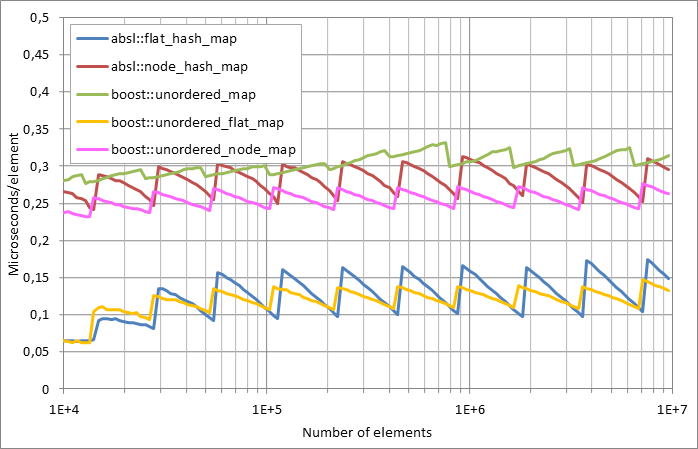 0,5
0,45
0,4
0,35
0,3
0,25
0,2
0,15
0,1
0,05
0
Microseconds/element
absl::flat_hash_map
absl::node_hash_map
boost::unordered_map
boost::unordered_flat_map
boost::unordered_node_map
1E+4
1E+5
1E+6
1E+7
Number of elements